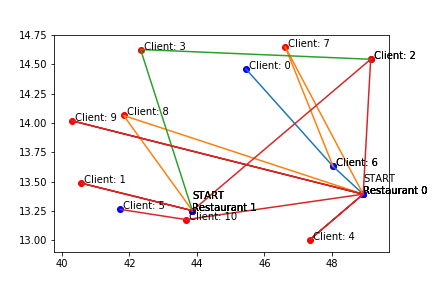 14.75
14.50
14.25
14.00
13.75
13.50
13.25
13.00
Client: 3
Client: 7
Client: 2
Client: 0
Client: 8
Client: 9
Client: 6
Client: 1
START
START
Restaurant 0
Client: 5
Restaurant 1
Client: 10
Client: 4
40
42
44
46
48